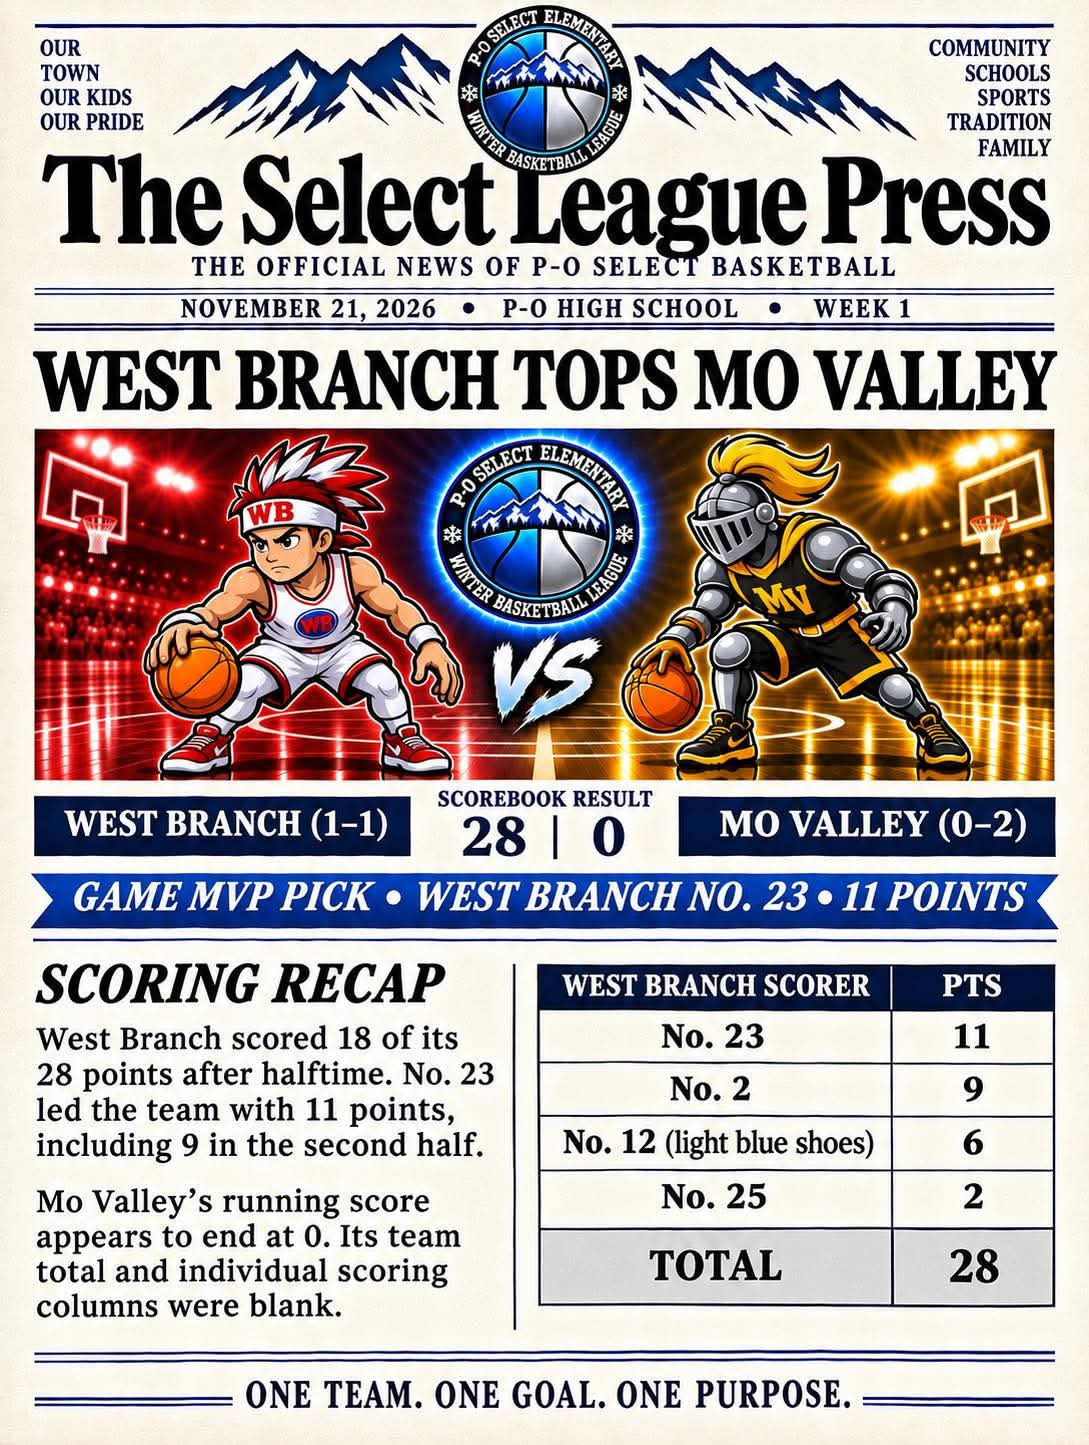 OUR
TOWN
OUR KIDS
OUR PRIDE
P-O SELECT ELEMENTARY
WINTER BASKETBALL LEAGUE
COMMUNITY
SCHOOLS
SPORTS
TRADITION
FAMILY
The Select League Press
THE OFFICIAL NEWS OF P-O SELECT BASKETBALL
NOVEMBER 21, 2026 • P-O HIGH SCHOOL • WEEK 1
WEST BRANCH TOPS MO VALLEY
WB
WB
P-O SELECT ELEMENTARY
WINTER BASKETBALL LEAGUE
VS
MV
WEST BRANCH (1–1)
SCOREBOOK RESULT
28 | 0
MO VALLEY (0–2)
GAME MVP PICK • WEST BRANCH NO. 23 • 11 POINTS
SCORING RECAP
West Branch scored 18 of its
28 points after halftime. No. 23
led the team with 11 points,
including 9 in the second half.
Mo Valley’s running score
appears to end at 0. Its team
total and individual scoring
columns were blank.
WEST BRANCH SCORER PTS
No. 23 11
No. 2 9
No. 12 (light blue shoes) 6
No. 25 2
TOTAL 28
ONE TEAM. ONE GOAL. ONE PURPOSE.